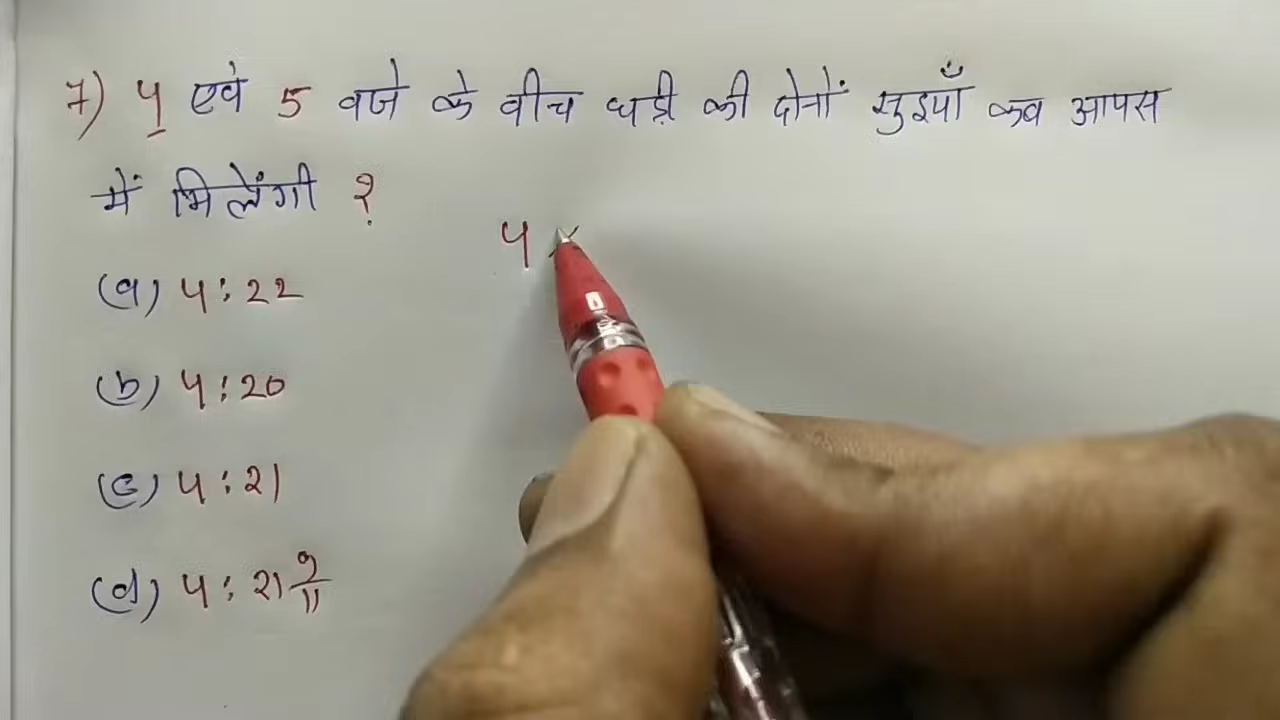 7) 4 एवं 5 बजे के बीच घड़ी की दोनों सुइयाँ कब आपस
में मिलेंगी ?
4 ×
(a) 4:22
(b) 4:20
(c) 4:21
(d) 4:21 9/11